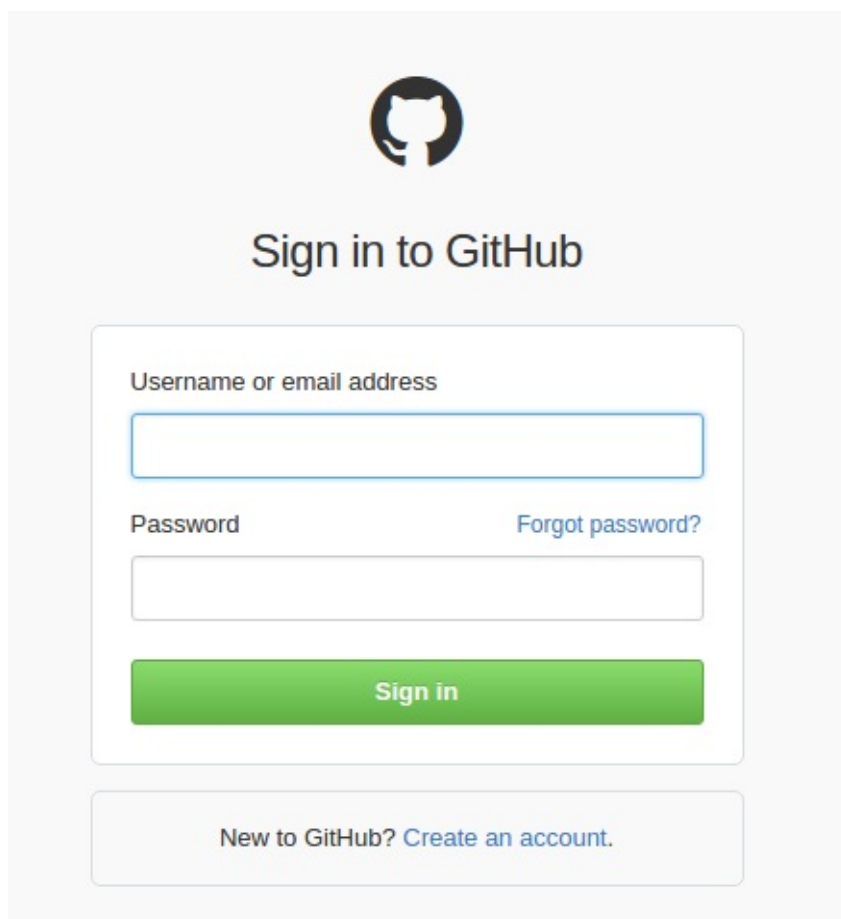 Sign in to GitHub
Username or email address
Password Forgot password?
Sign in
New to GitHub? Create an account.